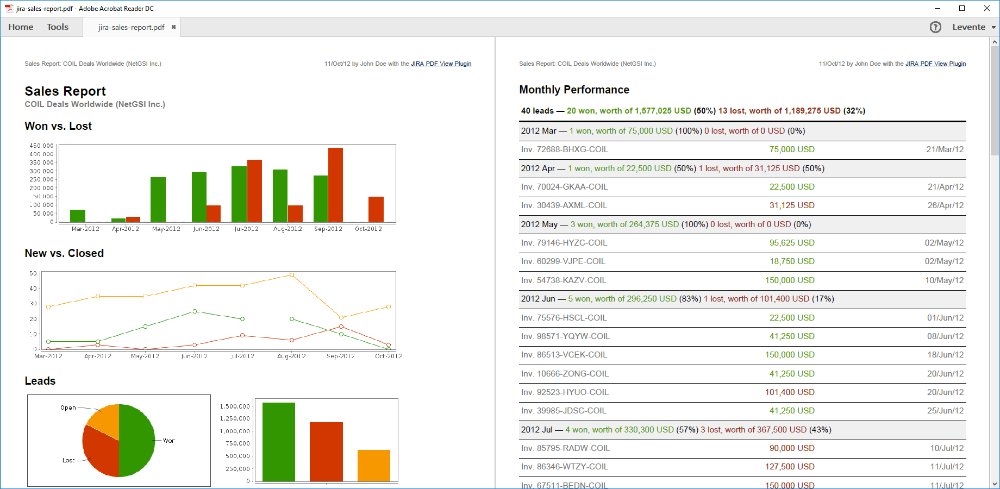 jira-sales-report.pdf - Adobe Acrobat Reader DC
Home Tools jira-sales-report.pdf Levente
Sales Report: COIL Deals Worldwide (NetGSI Inc.) 11/Oct/12 by John Doe with the JIRA PDF View Plugin
Sales Report
COIL Deals Worldwide (NetGSI Inc.)
Won vs. Lost
450 000
400 000
350 000
300 000
250 000
200 000
150 000
100 000
50 000
0
Mar-2012 Apr-2012 May-2012 Jun-2012 Jul-2012 Aug-2012 Sep-2012 Oct-2012
New vs. Closed
50
40
30
20
10
0
Mar-2012 Apr-2012 May-2012 Jun-2012 Jul-2012 Aug-2012 Sep-2012 Oct-2012
Leads
Open
Won
Lost
1,500,000
1,250,000
1,000,000
750,000
500,000
250,000
0
Sales Report: COIL Deals Worldwide (NetGSI Inc.) 11/Oct/12 by John Doe with the JIRA PDF View Plugin
Monthly Performance
40 leads — 20 won, worth of 1,577,025 USD (50%) 13 lost, worth of 1,189,275 USD (32%)
2012 Mar — 1 won, worth of 75,000 USD (100%) 0 lost, worth of 0 USD (0%)
Inv. 72688-BHXG-COIL 75,000 USD 21/Mar/12
2012 Apr — 1 won, worth of 22,500 USD (50%) 1 lost, worth of 31,125 USD (50%)
Inv. 70024-GKAA-COIL 22,500 USD 21/Apr/12
Inv. 30439-AXML-COIL 31,125 USD 26/Apr/12
2012 May — 3 won, worth of 264,375 USD (100%) 0 lost, worth of 0 USD (0%)
Inv. 79146-HYZC-COIL 95,625 USD 02/May/12
Inv. 60299-VJPE-COIL 18,750 USD 02/May/12
Inv. 54738-KAZV-COIL 150,000 USD 10/May/12
2012 Jun — 5 won, worth of 296,250 USD (83%) 1 lost, worth of 101,400 USD (17%)
Inv. 75576-HSCL-COIL 22,500 USD 01/Jun/12
Inv. 98571-YQYW-COIL 41,250 USD 08/Jun/12
Inv. 86513-VCEK-COIL 150,000 USD 18/Jun/12
Inv. 10666-ZONG-COIL 41,250 USD 20/Jun/12
Inv. 92523-HYUO-COIL 101,400 USD 20/Jun/12
Inv. 39985-JDSC-COIL 41,250 USD 25/Jun/12
2012 Jul — 4 won, worth of 330,300 USD (57%) 3 lost, worth of 367,500 USD (43%)
Inv. 85795-RADW-COIL 90,000 USD 10/Jul/12
Inv. 86346-WTZY-COIL 127,500 USD 11/Jul/12
Inv. 67511-BEDN-COIL 150,000 USD 11/Jul/12